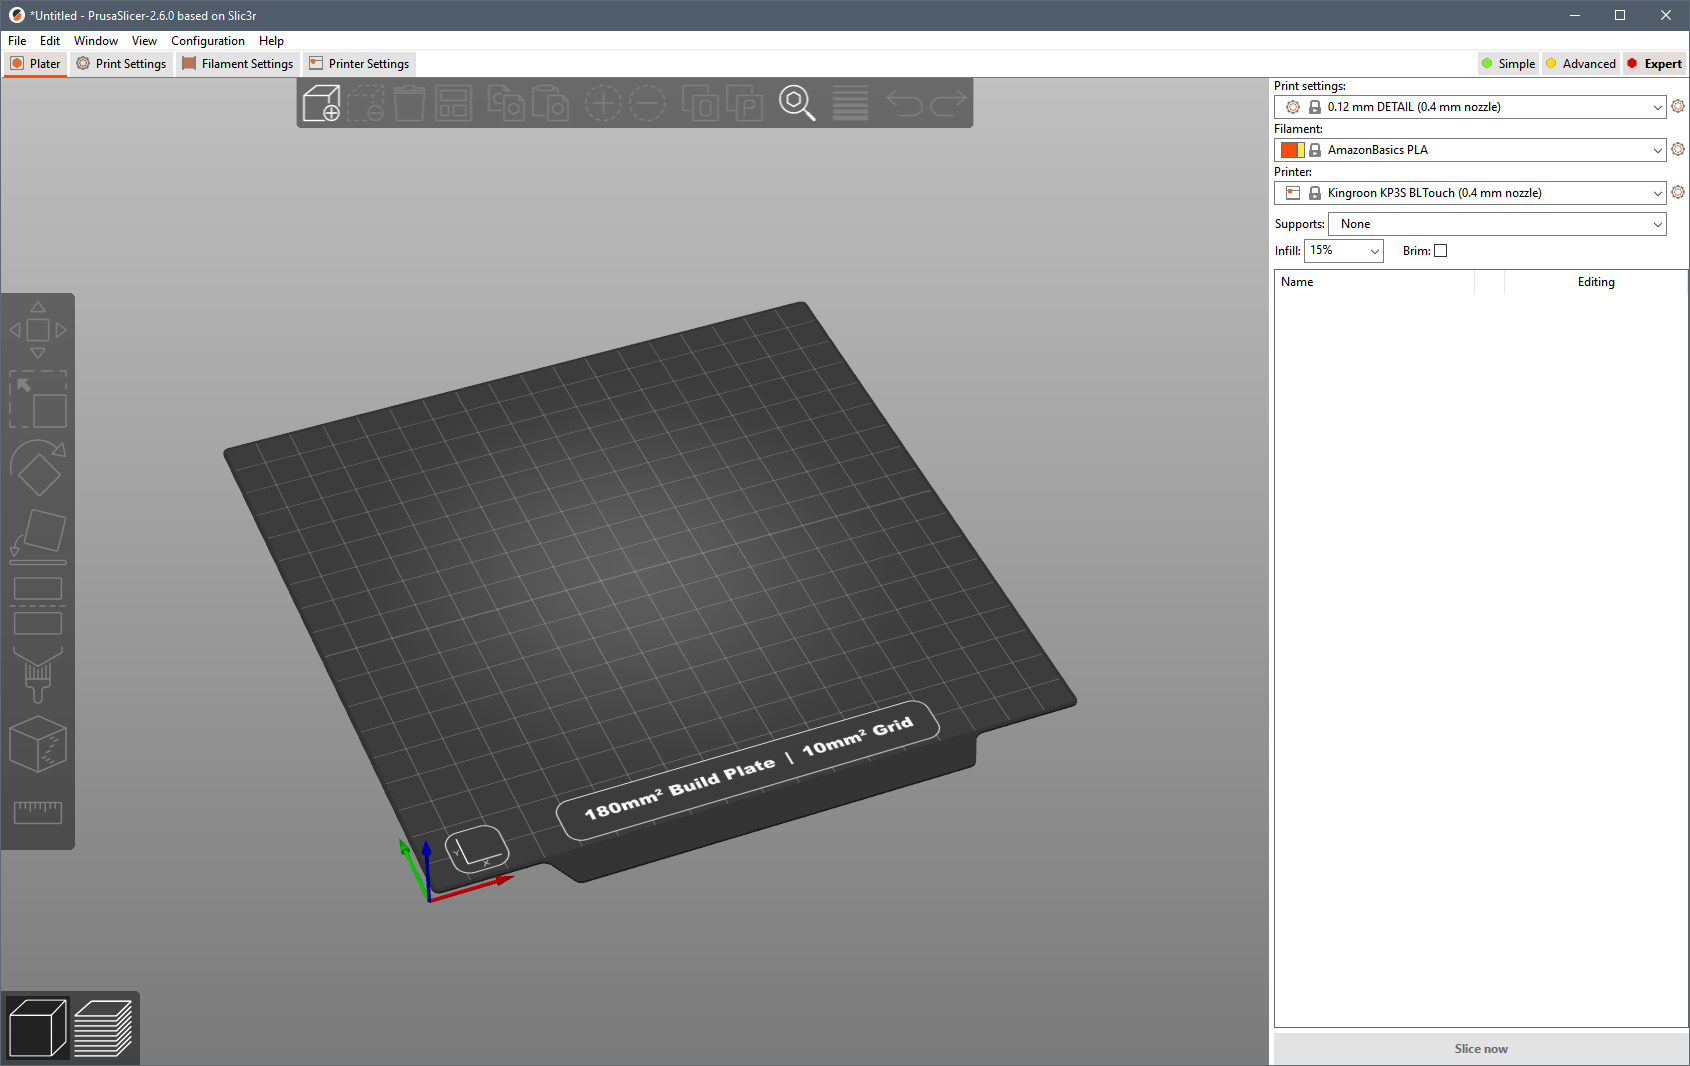 *Untitled - PrusaSlicer-2.6.0 based on Slic3r
File Edit Window View Configuration Help
Plater Print Settings Filament Settings Printer Settings Simple Advanced Expert
Print settings:
0.12 mm DETAIL (0.4 mm nozzle)
Filament:
AmazonBasics PLA
Printer:
Kingroon KP3S BLTouch (0.4 mm nozzle)
Supports: None
Infill: 15% Brim:
Name Editing
180mm² Build Plate | 10mm² Grid
Y X
Slice now